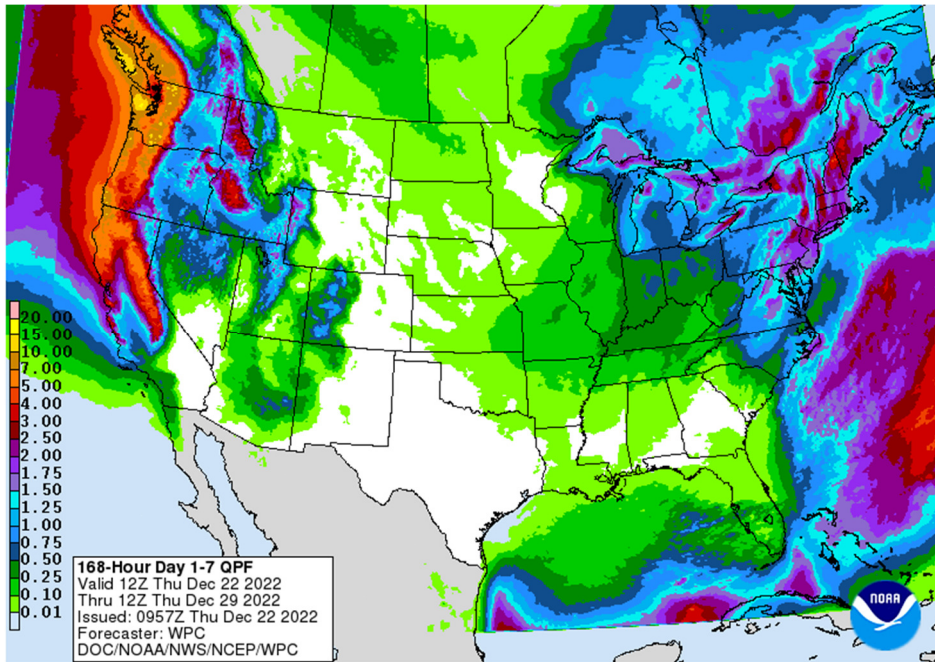 20.00
15.00
10.00
7.00
5.00
4.00
3.00
2.50
2.00
1.75
1.50
1.25
1.00
0.75
0.50
0.25
0.10
0.01
168-Hour Day 1-7 QPF
Valid 12Z Thu Dec 22 2022
Thru 12Z Thu Dec 29 2022
Issued: 0957Z Thu Dec 22 2022
Forecaster: WPC
DOC/NOAA/NWS/NCEP/WPC
NOAA